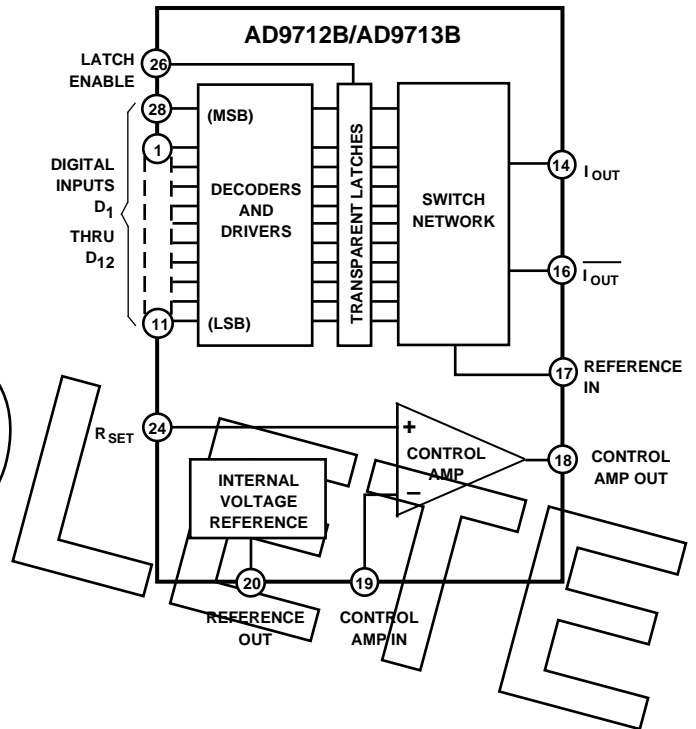 AD9712B/AD9713B
LATCH
ENABLE
26
28
(MSB)
1
DIGITAL
INPUTS
D1
THRU
D12
DECODERS
AND
DRIVERS
TRANSPARENT LATCHES
SWITCH
NETWORK
14
IOUT
16
I̅O̅U̅T̅
11
(LSB)
17
REFERENCE
IN
RSET
24
+
CONTROL
AMP
–
18
CONTROL
AMP OUT
INTERNAL
VOLTAGE
REFERENCE
20
19
REFERENCE
OUT
CONTROL
AMP IN
LETE